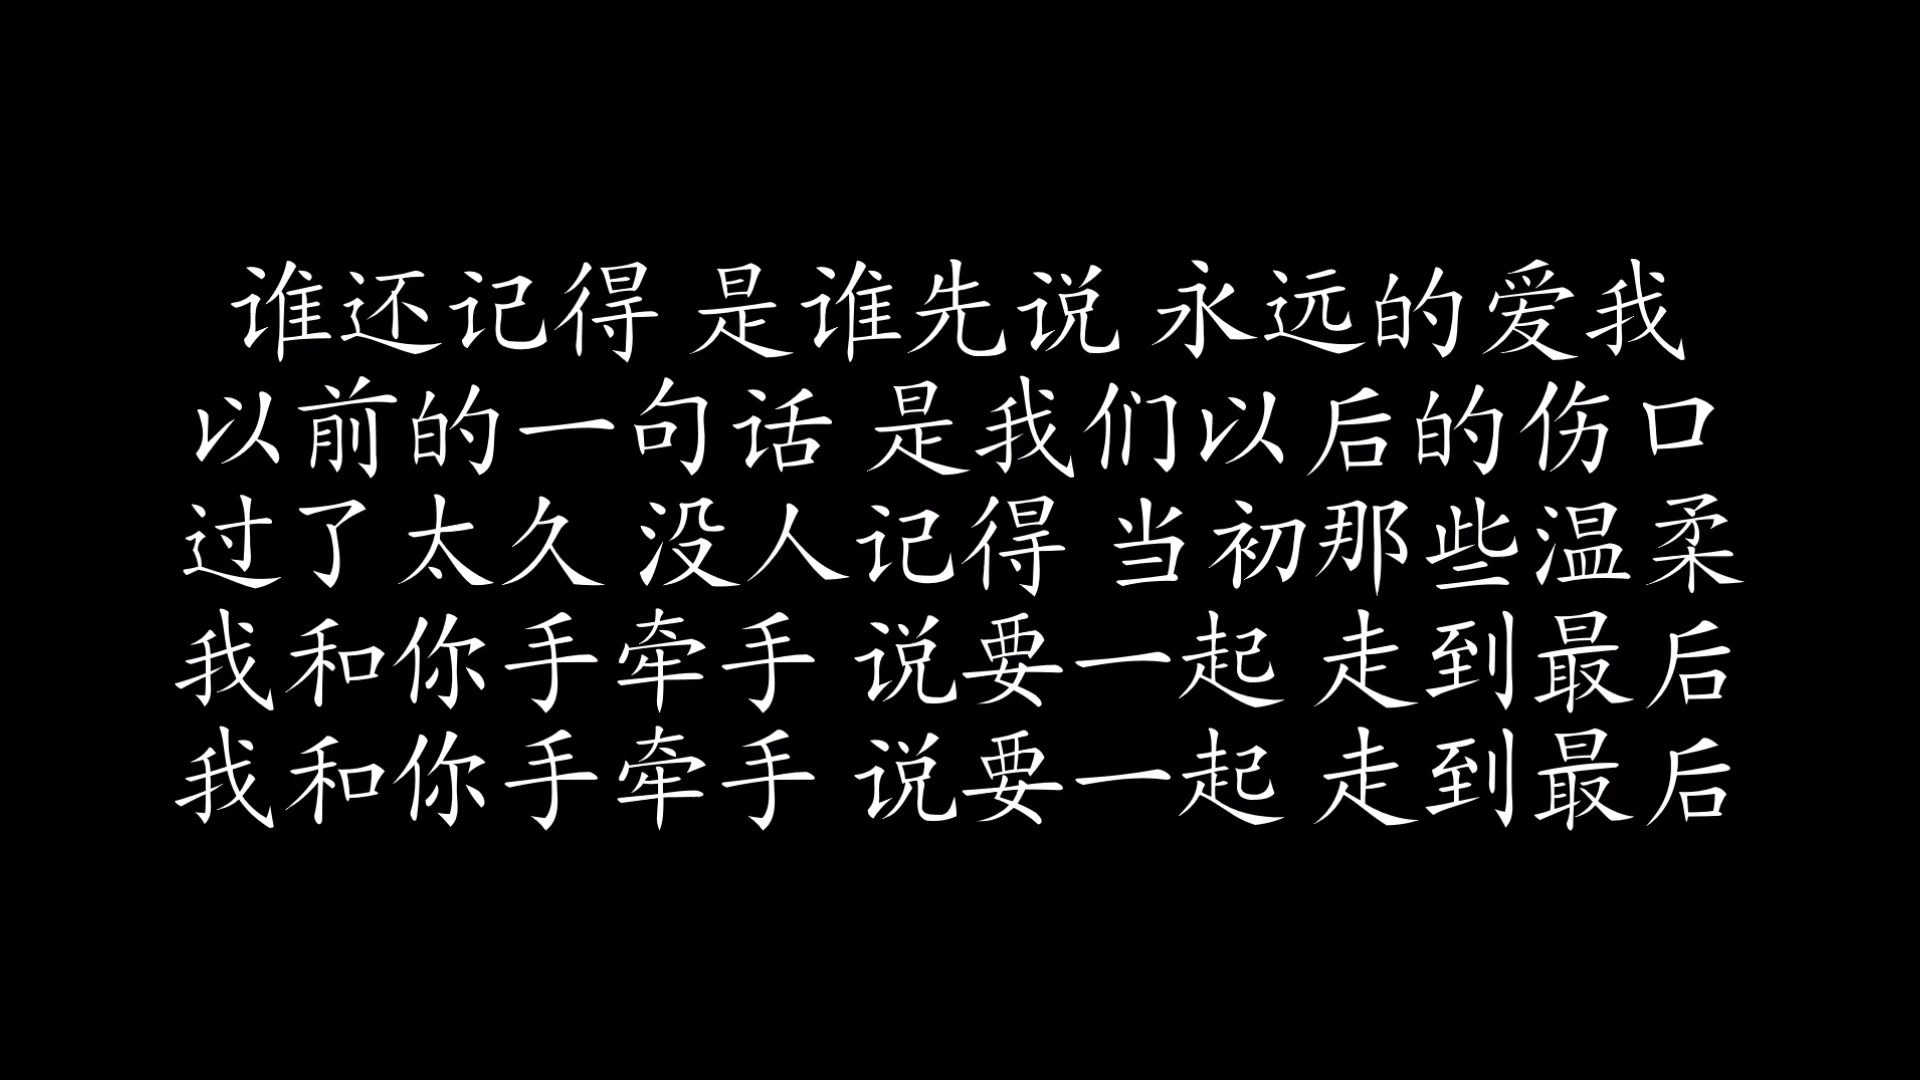 谁还记得 是谁先说 永远的爱我
以前的一句话 是我们以后的伤口
过了太久 没人记得 当初那些温柔
我和你手牵手 说要一起 走到最后
我和你手牵手 说要一起 走到最后